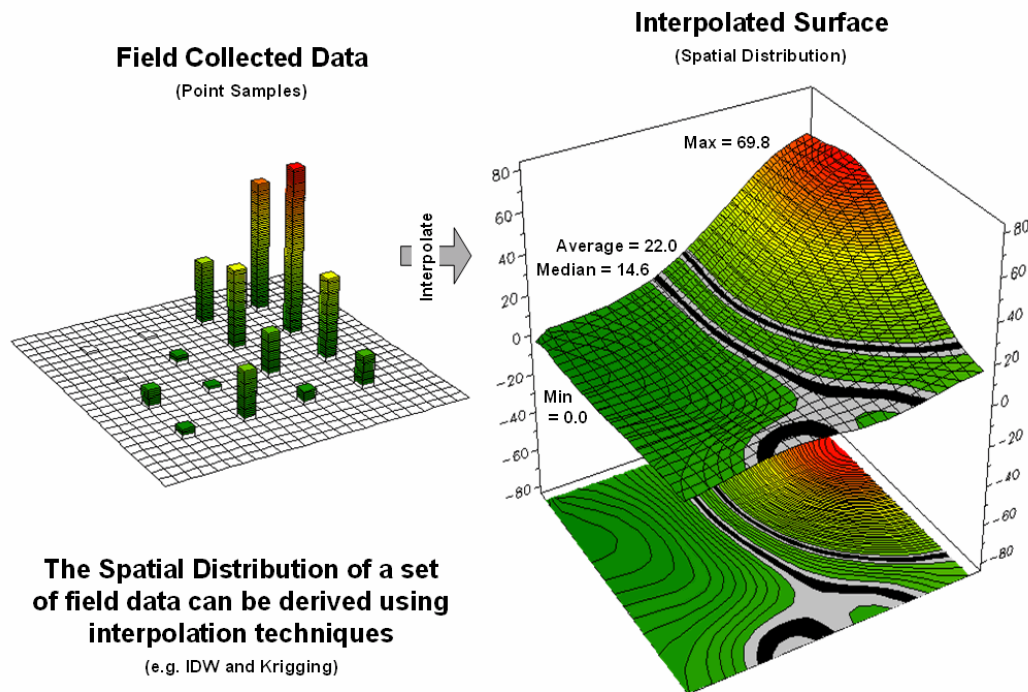 Field Collected Data
(Point Samples)
Interpolate
Interpolated Surface
(Spatial Distribution)
Max = 69.8
Average = 22.0
Median = 14.6
Min
= 0.0
80
60
40
20
0
−20
−40
−60
−80
80
60
40
20
0
−20
−40
−60
−80
The Spatial Distribution of a set
of field data can be derived using
interpolation techniques
(e.g. IDW and Krigging)